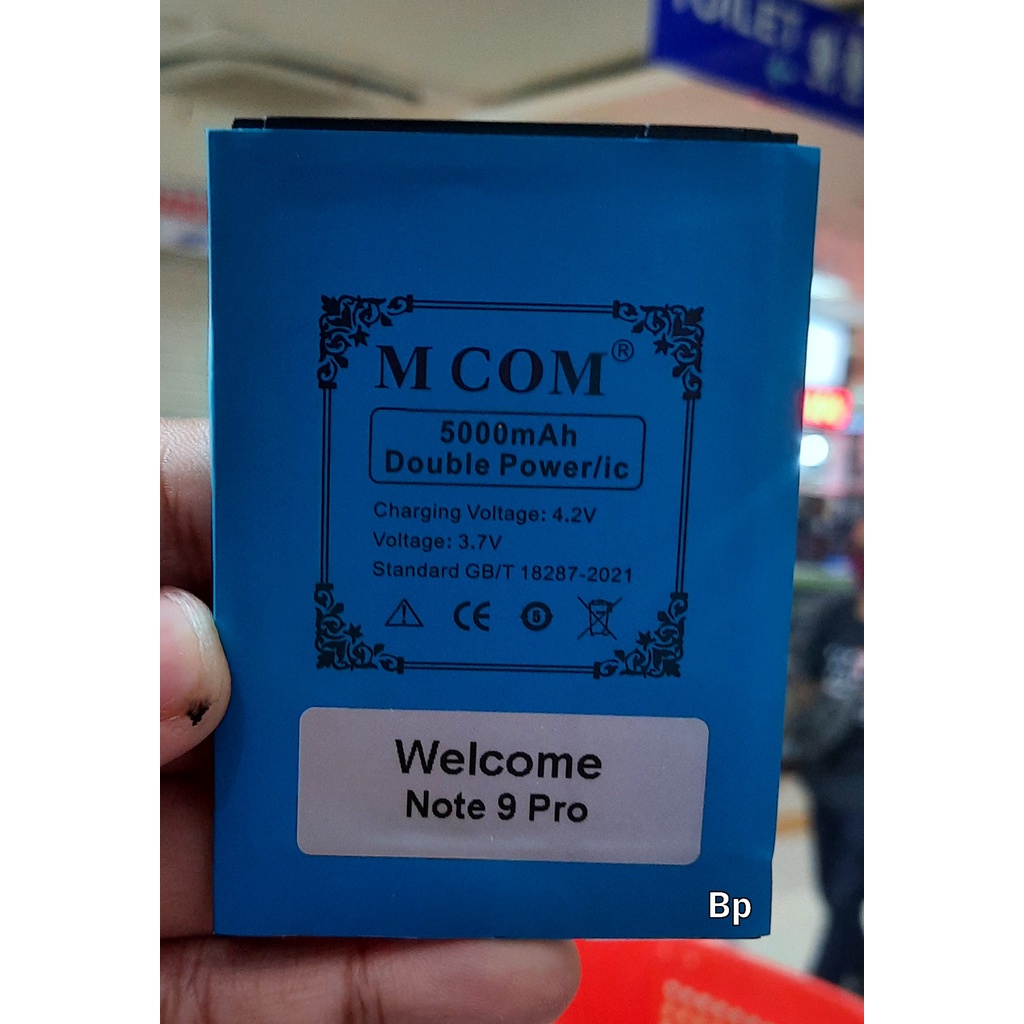 TOILET
M COM®
5000mAh
Double Power/ic
Charging Voltage: 4.2V
Voltage: 3.7V
Standard GB/T 18287-2021
CE
Welcome
Note 9 Pro
Bp